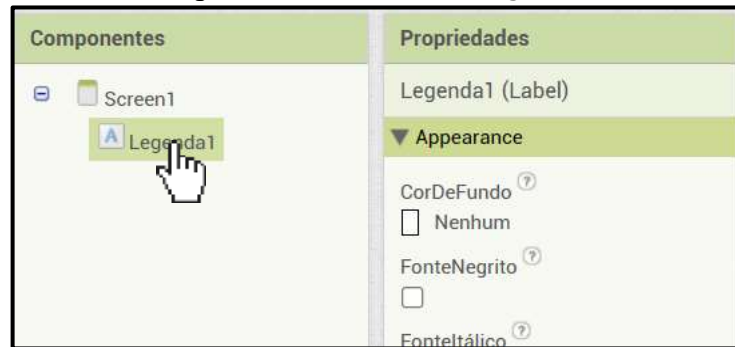 Componentes
Screen1
Legenda1
Propriedades
Legenda1 (Label)
Appearance
CorDeFundo ?
Nenhum
FonteNegrito ?
FonteItálico ?